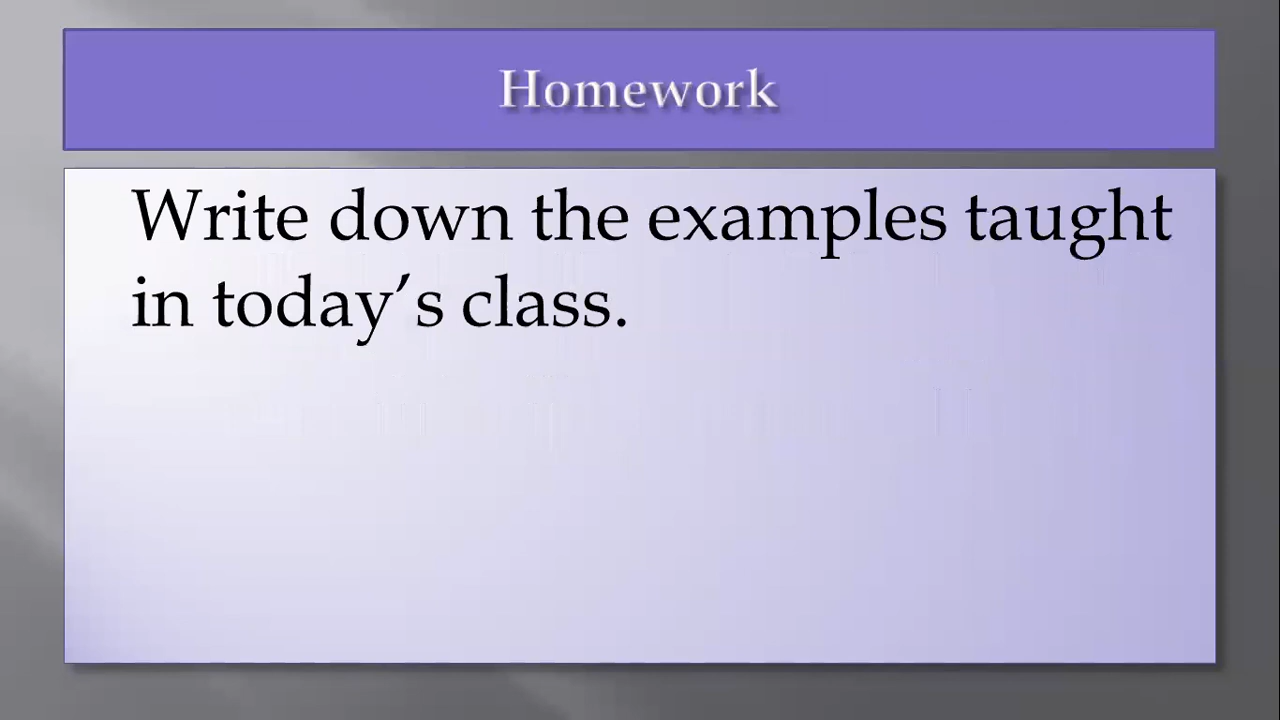 Homework
Write down the examples taught
in today’s class.